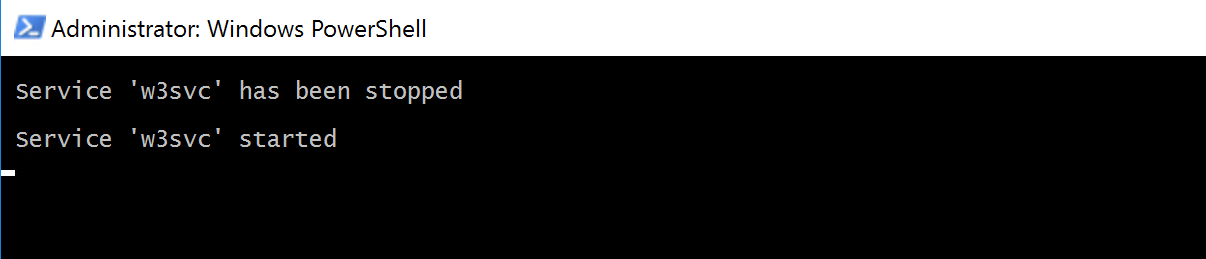 Administrator: Windows PowerShell
Service 'w3svc' has been stopped
Service 'w3svc' started